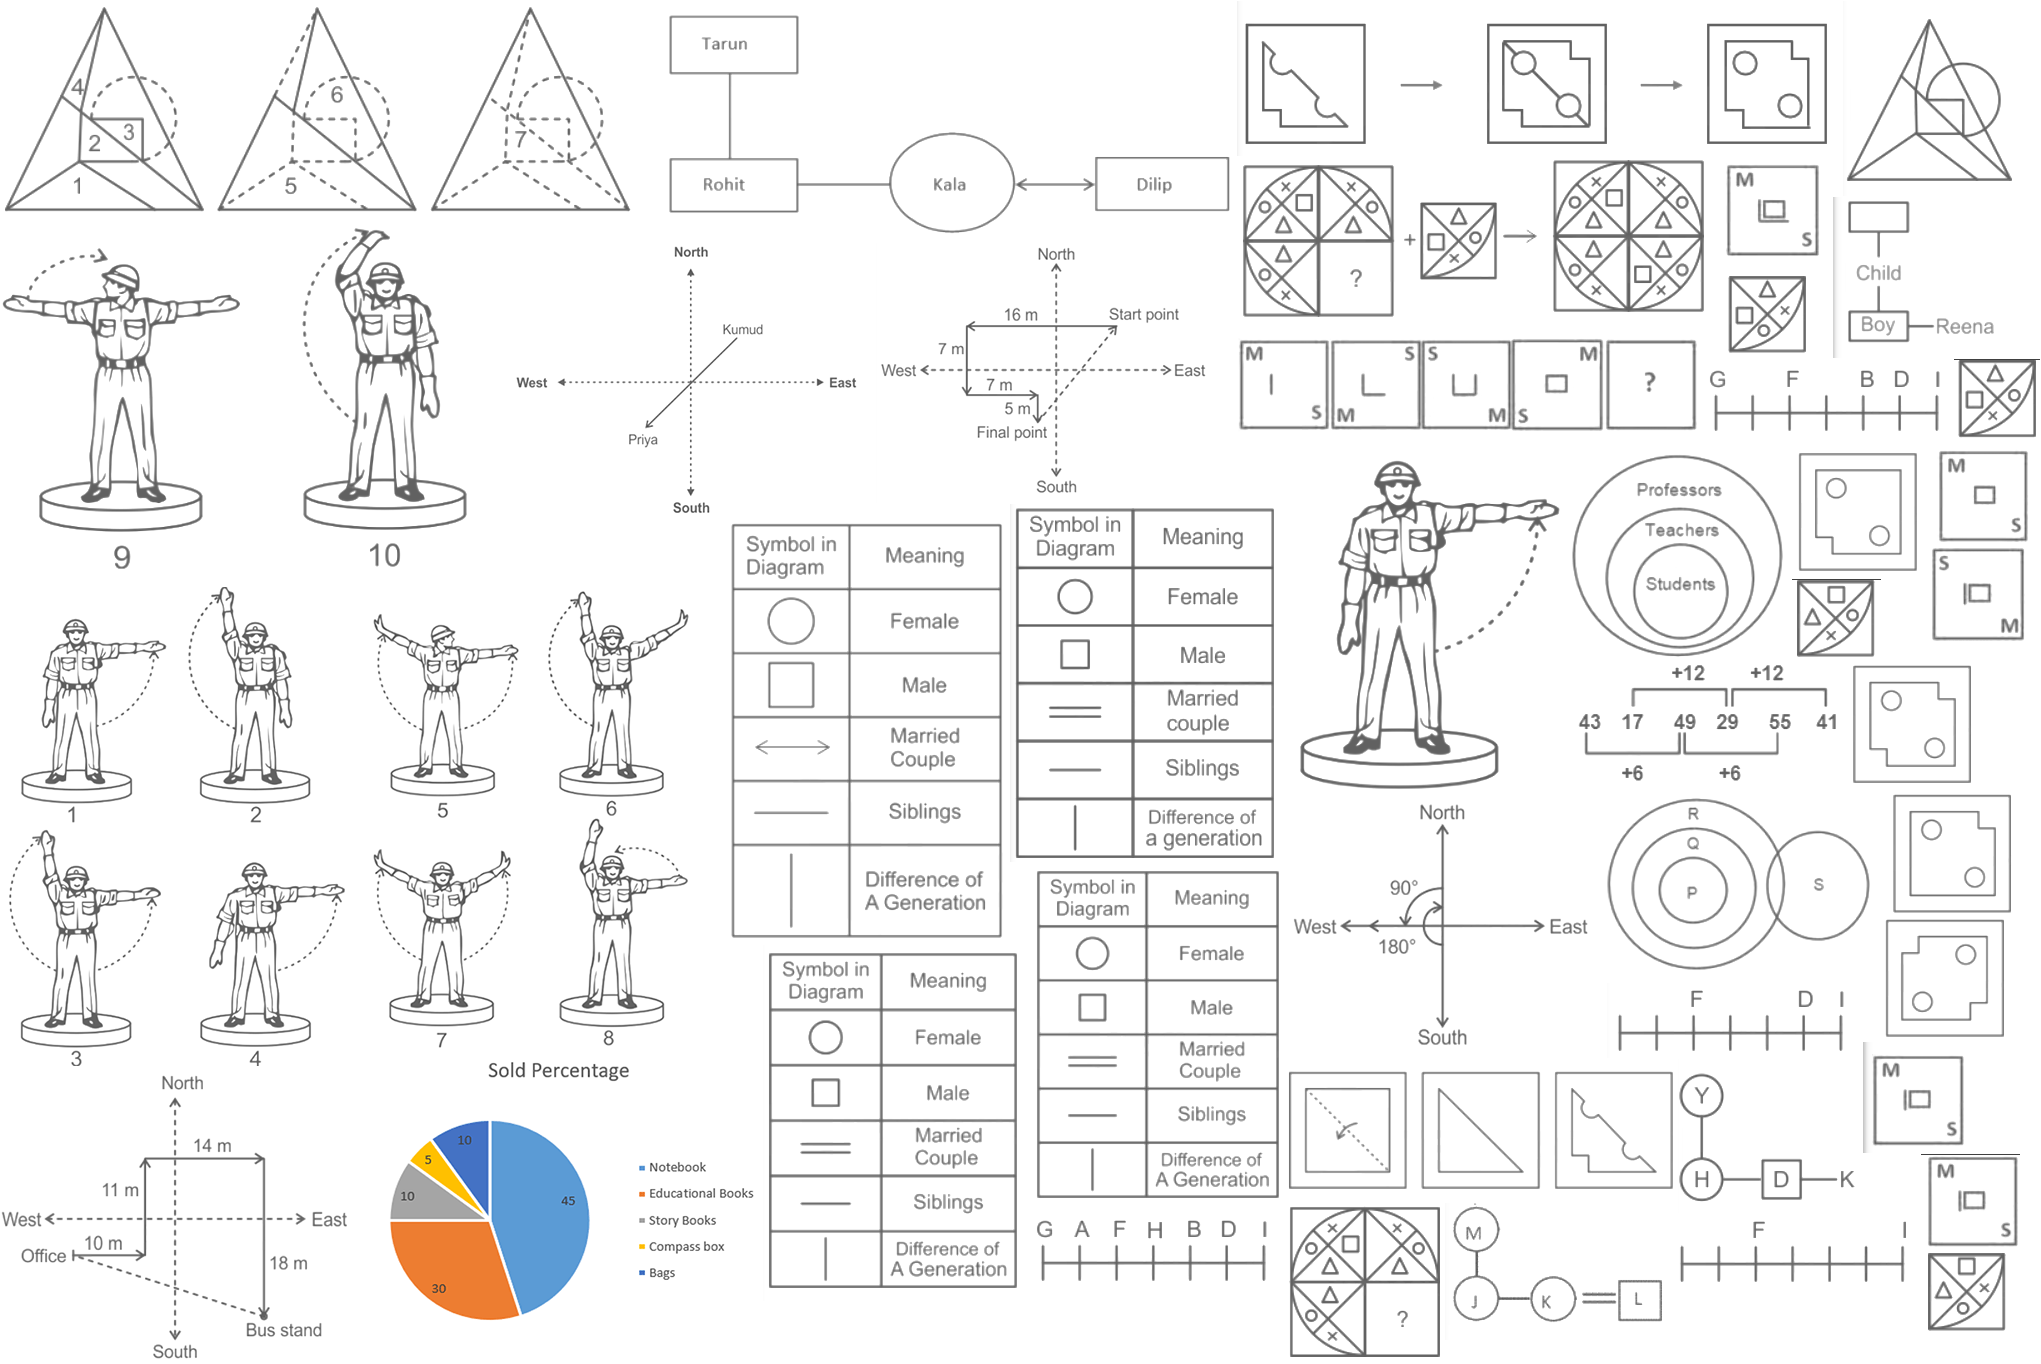 4
2
3
1
6
5
7
Tarun
Rohit
Kala
Dilip
9
10
North
Kumud
West
East
Priya
South
North
16 m
Start point
7 m
West
East
7 m
5 m
Final point
South
+
?
M
S
Child
Boy
Reena
M
S
S
M
S
M
M
S
?
G F B D I
Professors
Teachers
Students
M
S
S
M
+12 +12
43 17 49 29 55 41
+6 +6
1
2
5
6
3
4
7
8
Symbol in
Diagram
Meaning
Female
Male
Married
Couple
Siblings
Difference of
A Generation
Symbol in
Diagram
Meaning
Female
Male
Married
couple
Siblings
Difference of
a generation
Symbol in
Diagram
Meaning
Female
Male
Married
Couple
Siblings
Difference of
A Generation
Symbol in
Diagram
Meaning
Female
Male
Married
Couple
Siblings
Difference of
A Generation
North
90°
West
East
180°
South
R
Q
P
S
F D I
M
S
Y
H
D
K
M
S
F I
North
14 m
11 m
West
East
10 m
Office
18 m
Bus stand
South
Sold Percentage
10
5
10
45
30
Notebook
Educational Books
Story Books
Compass box
Bags
G A F H B D I
?
M
J
K
L